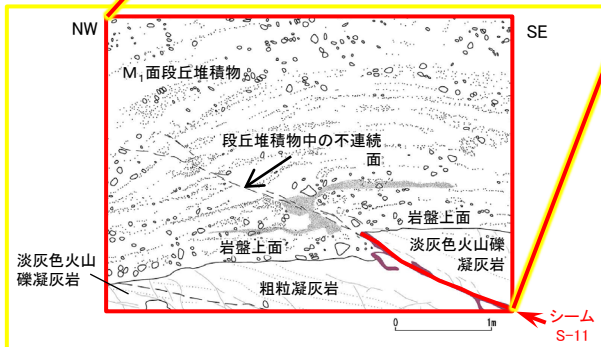 NW
SE
M1面段丘堆積物
段丘堆積物中の不連続
面
岩盤上面
淡灰色火山礫
凝灰岩
岩盤上面
淡灰色火山
礫凝灰岩
粗粒凝灰岩
0 1m
シーム
S-11